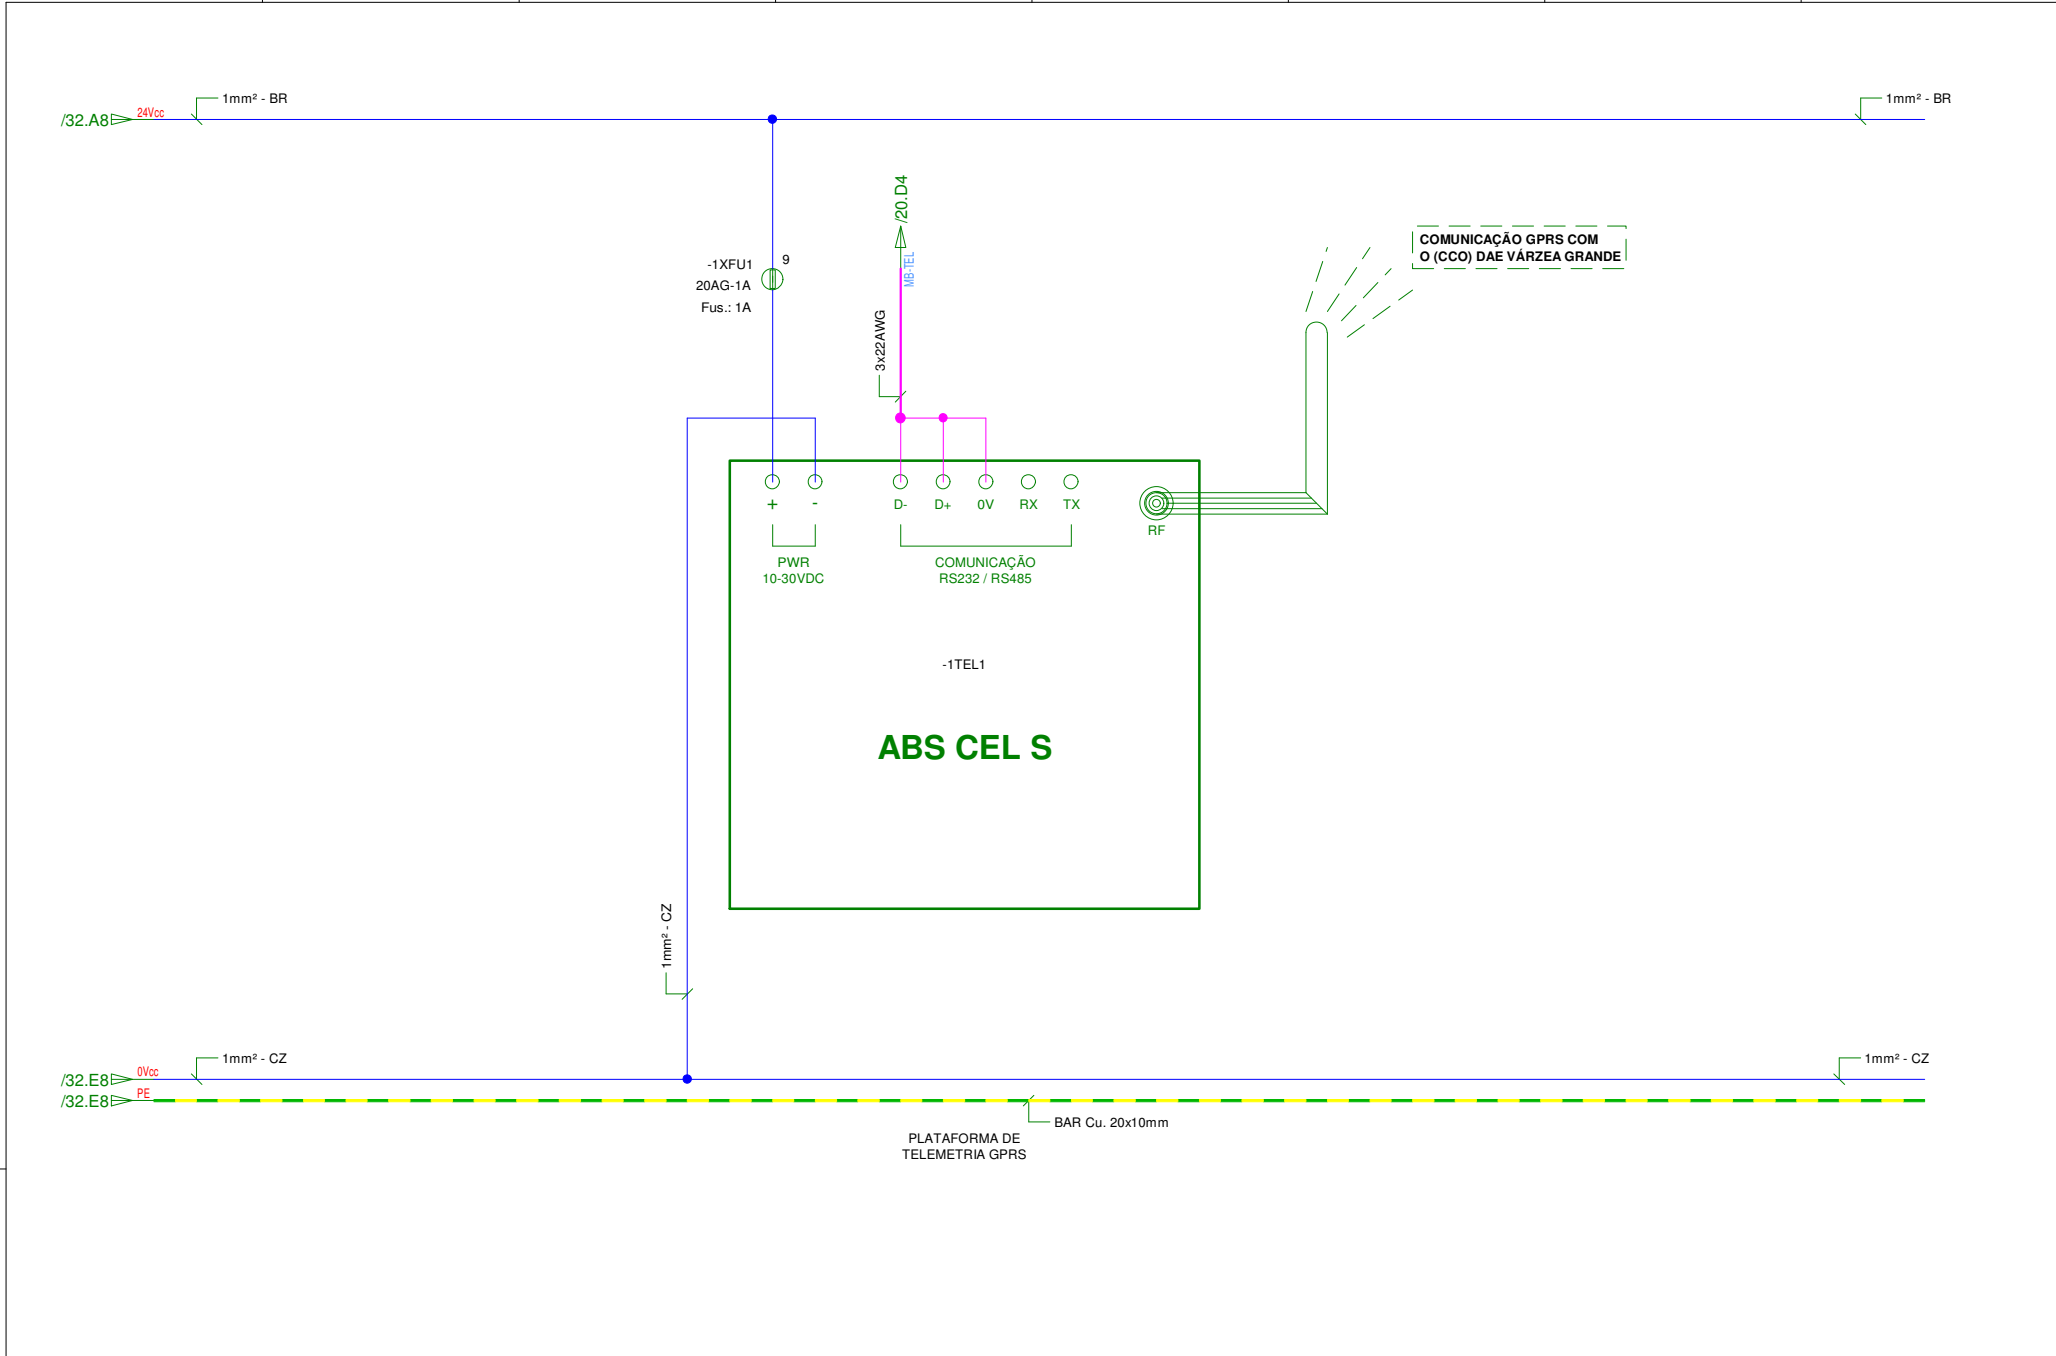 1mm² - BR
1mm² - BR
/32.A8
24Vcc
/20.D4
MB-TEL
3x22AWG
-1XFU1
9
20AG-1A
Fus.: 1A
COMUNICAÇÃO GPRS COM
O (CCO) DAE VÁRZEA GRANDE
+
-
D-
D+
0V
RX
TX
RF
PWR
10-30VDC
COMUNICAÇÃO
RS232 / RS485
-1TEL1
ABS CEL S
1mm² - CZ
1mm² - CZ
1mm² - CZ
/32.E8
0Vcc
/32.E8
PE
BAR Cu. 20x10mm
PLATAFORMA DE
TELEMETRIA GPRS